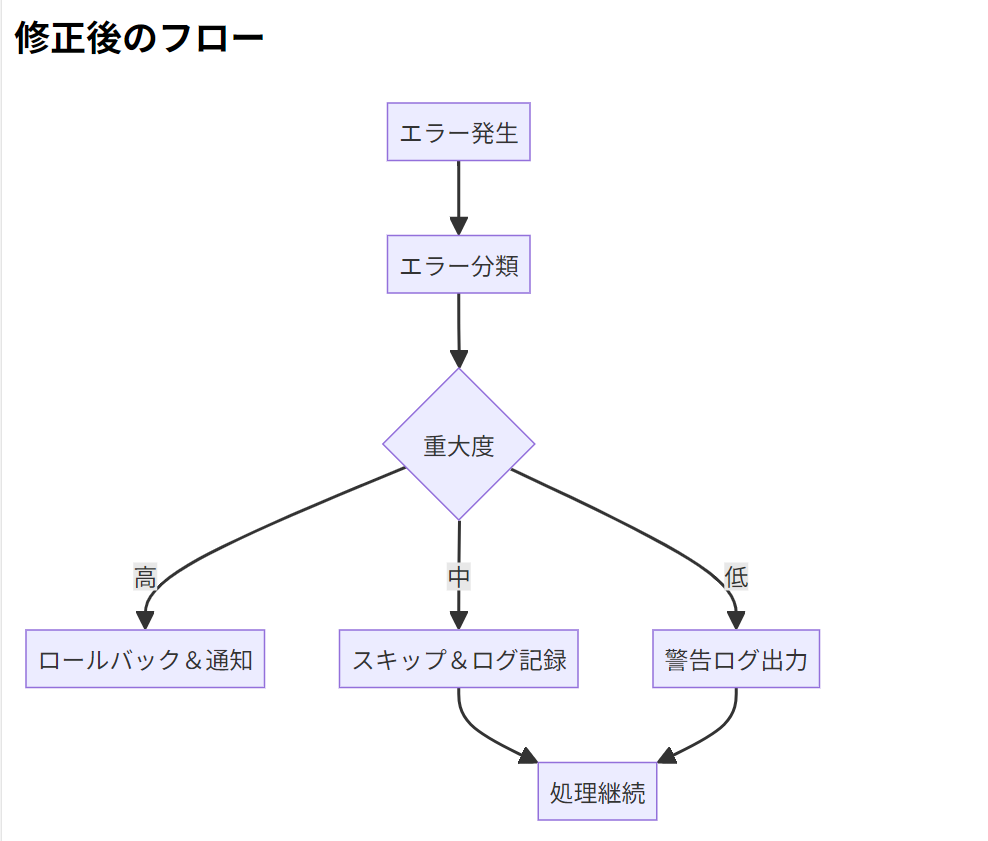 修正後のフロー
エラー発生
エラー分類
重大度
高
中
低
ロールバック＆通知
スキップ＆ログ記録
警告ログ出力
処理継続